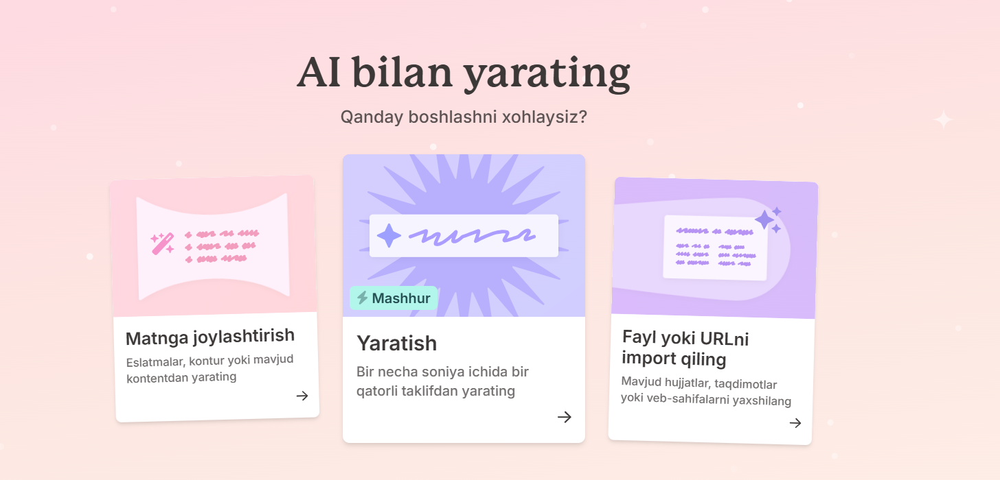 AI bilan yarating
Qanday boshlashni xohlaysiz?
Matnga joylashtirish
Eslatmalar, kontur yoki mavjud
kontentdan yarating
Mashhur
Yaratish
Bir necha soniya ichida bir
qatorli taklifdan yarating
Fayl yoki URLni
import qiling
Mavjud hujjatlar, taqdimotlar
yoki veb-sahifalarni yaxshilang